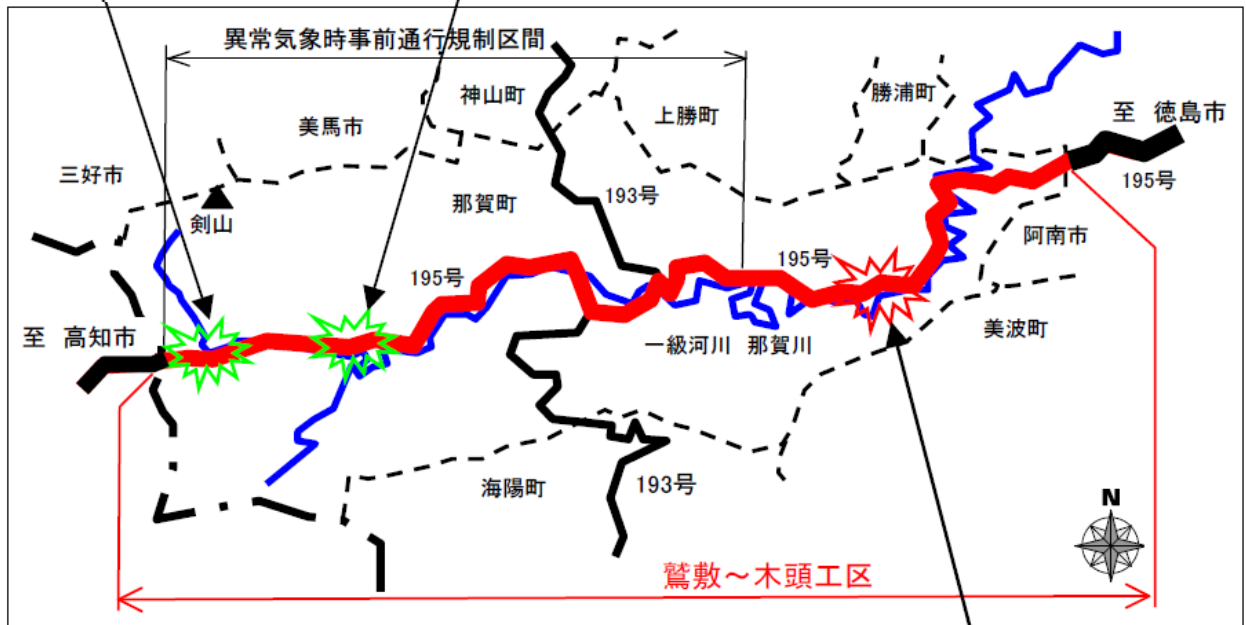 異常気象時事前通行規制区間
神山町
勝浦町
美馬市
上勝町
至 徳島市
三好市
193号
195号
剣山
那賀町
阿南市
195号
195号
至 高知市
一級河川 那賀川
美波町
海陽町
193号
N
鷲敷~木頭工区